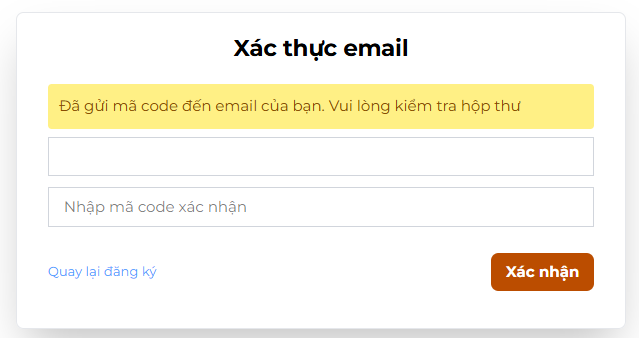 Xác thực email
Đã gửi mã code đến email của bạn. Vui lòng kiểm tra hộp thư
Nhập mã code xác nhận
Quay lại đăng ký
Xác nhận